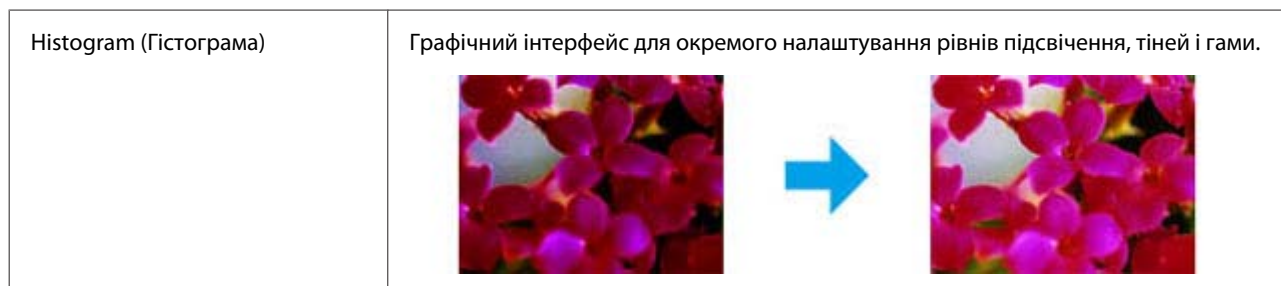 Histogram (Гістограма)
Графічний інтерфейс для окремого налаштування рівнів підсвічення, тіней і гами.